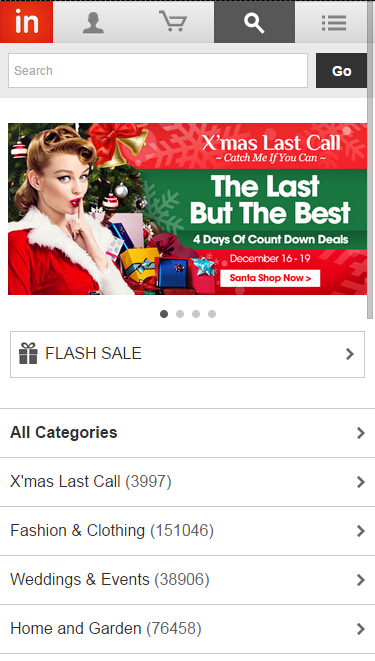 in
Search
Go
X'mas Last Call
~ Catch Me If You Can ~
The Last
But The Best
4 Days Of Count Down Deals
December 16 - 19
Santa Shop Now >
FLASH SALE
All Categories
X'mas Last Call (3997)
Fashion & Clothing (151046)
Weddings & Events (38906)
Home and Garden (76458)